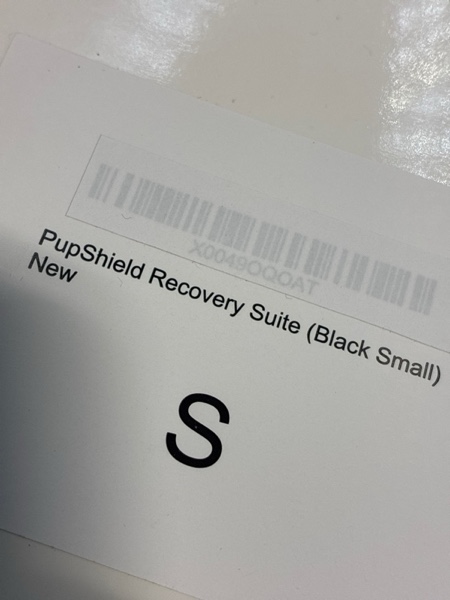 X0049OQOAT
PupShield Recovery Suite (Black Small)
New
S